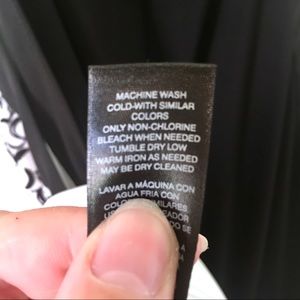 MACHINE WASH
COLD-WITH SIMILAR
COLORS
ONLY NON-CHLORINE
BLEACH WHEN NEEDED
TUMBLE DRY LOW
WARM IRON AS NEEDED
MAY BE DRY CLEANED
LAVAR A MÁQUINA CON
AGUA FRIA CON